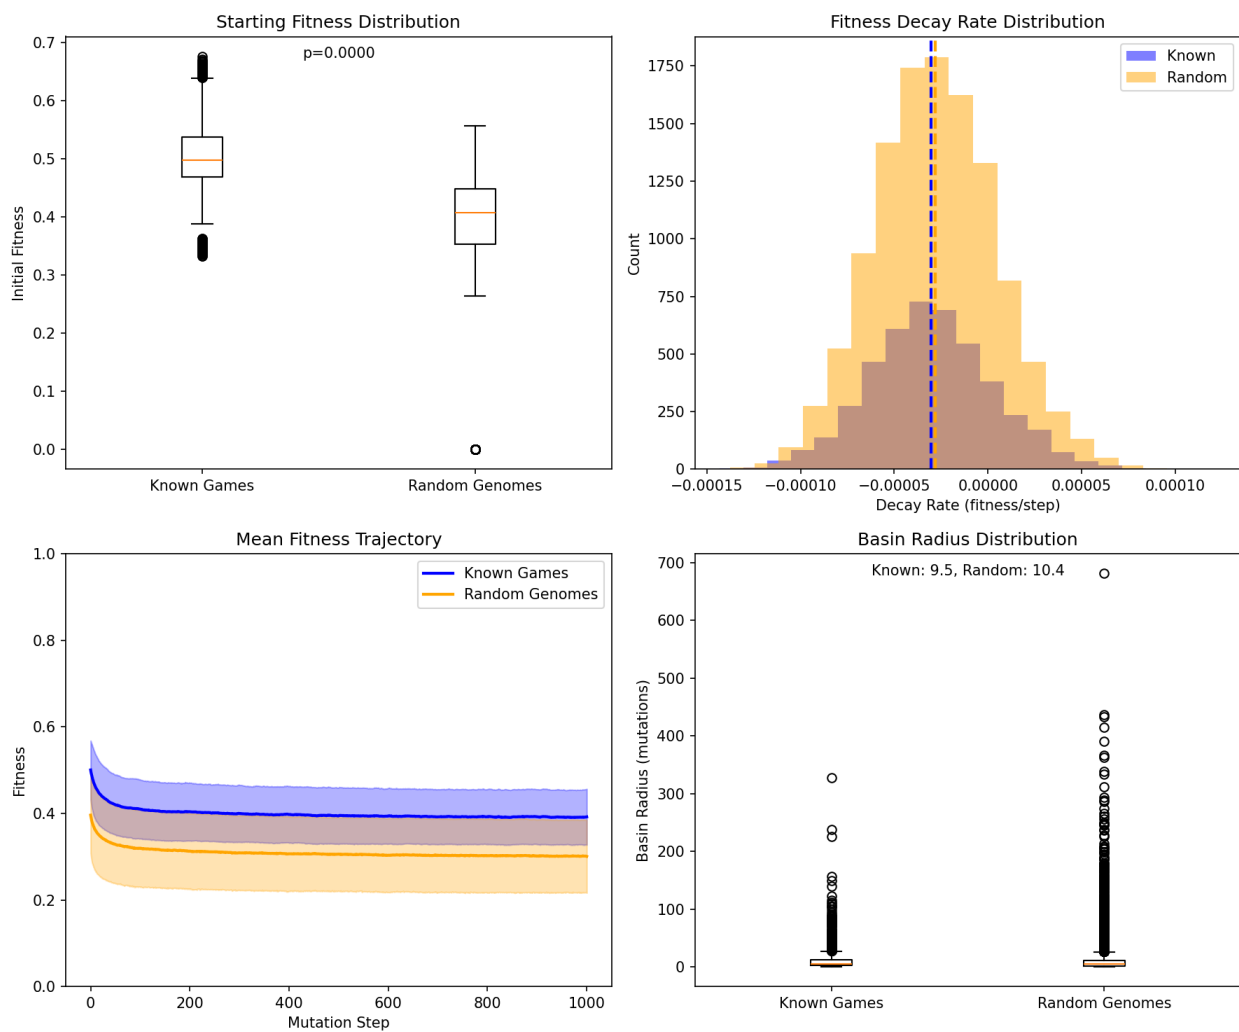 Starting Fitness Distribution
p=0.0000
0.7
0.6
0.5
0.4
0.3
0.2
0.1
0.0
Initial Fitness
Known Games
Random Genomes
Fitness Decay Rate Distribution
Known
Random
1750
1500
1250
1000
750
500
250
0
Count
−0.00015
−0.00010
−0.00005
0.00000
0.00005
0.00010
Decay Rate (fitness/step)
Mean Fitness Trajectory
Known Games
Random Genomes
1.0
0.8
0.6
0.4
0.2
0.0
Fitness
0
200
400
600
800
1000
Mutation Step
Basin Radius Distribution
Known: 9.5, Random: 10.4
700
600
500
400
300
200
100
0
Basin Radius (mutations)
Known Games
Random Genomes